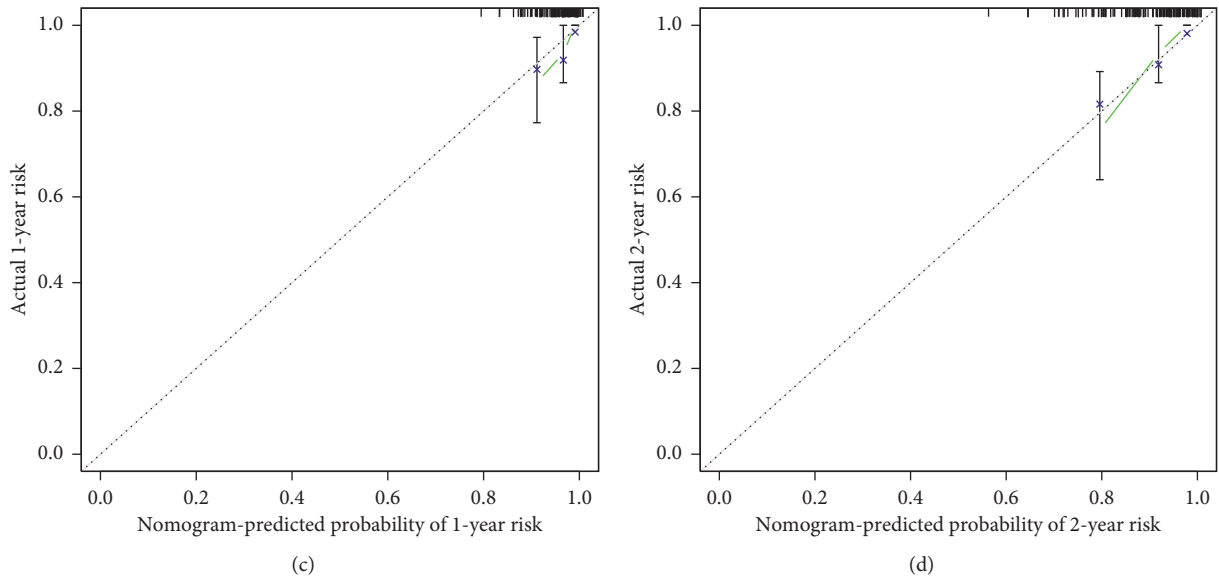 1.0
0.8
0.6
0.4
0.2
0.0
Actual 1-year risk
0.0 0.2 0.4 0.6 0.8 1.0
Nomogram-predicted probability of 1-year risk
(c)
1.0
0.8
0.6
0.4
0.2
0.0
Actual 2-year risk
0.0 0.2 0.4 0.6 0.8 1.0
Nomogram-predicted probability of 2-year risk
(d)